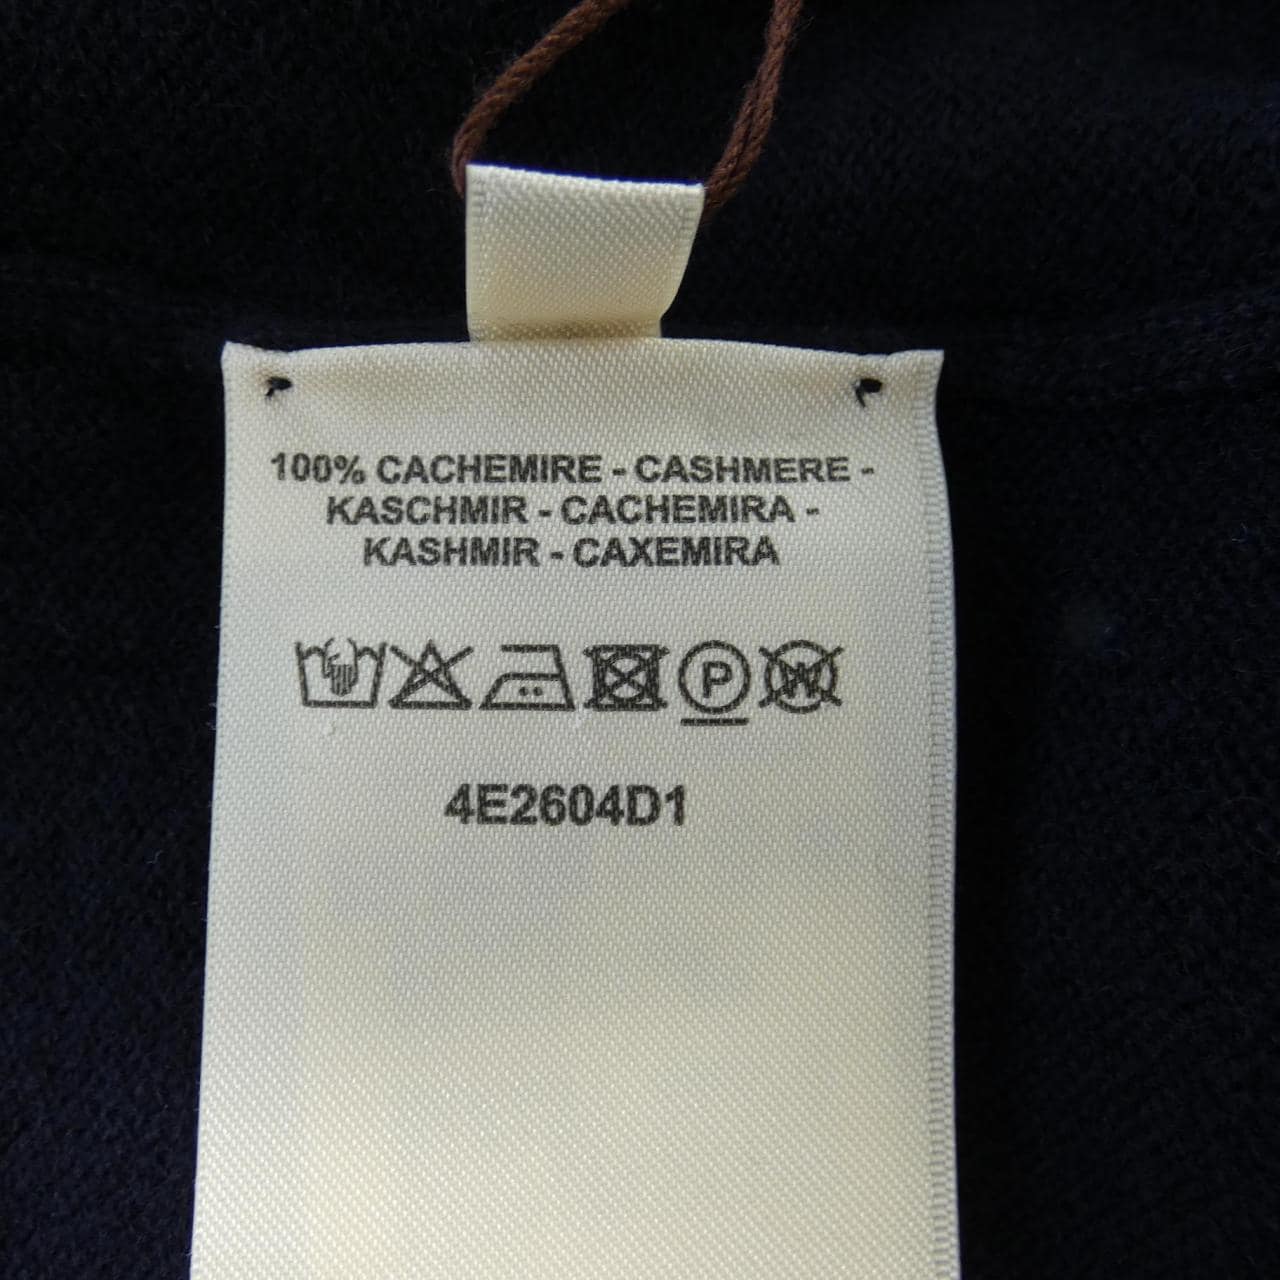 100% CACHEMIRE - CASHMERE -
KASCHMIR - CACHEMIRA -
KASHMIR - CAXEMIRA
P W
4E2604D1